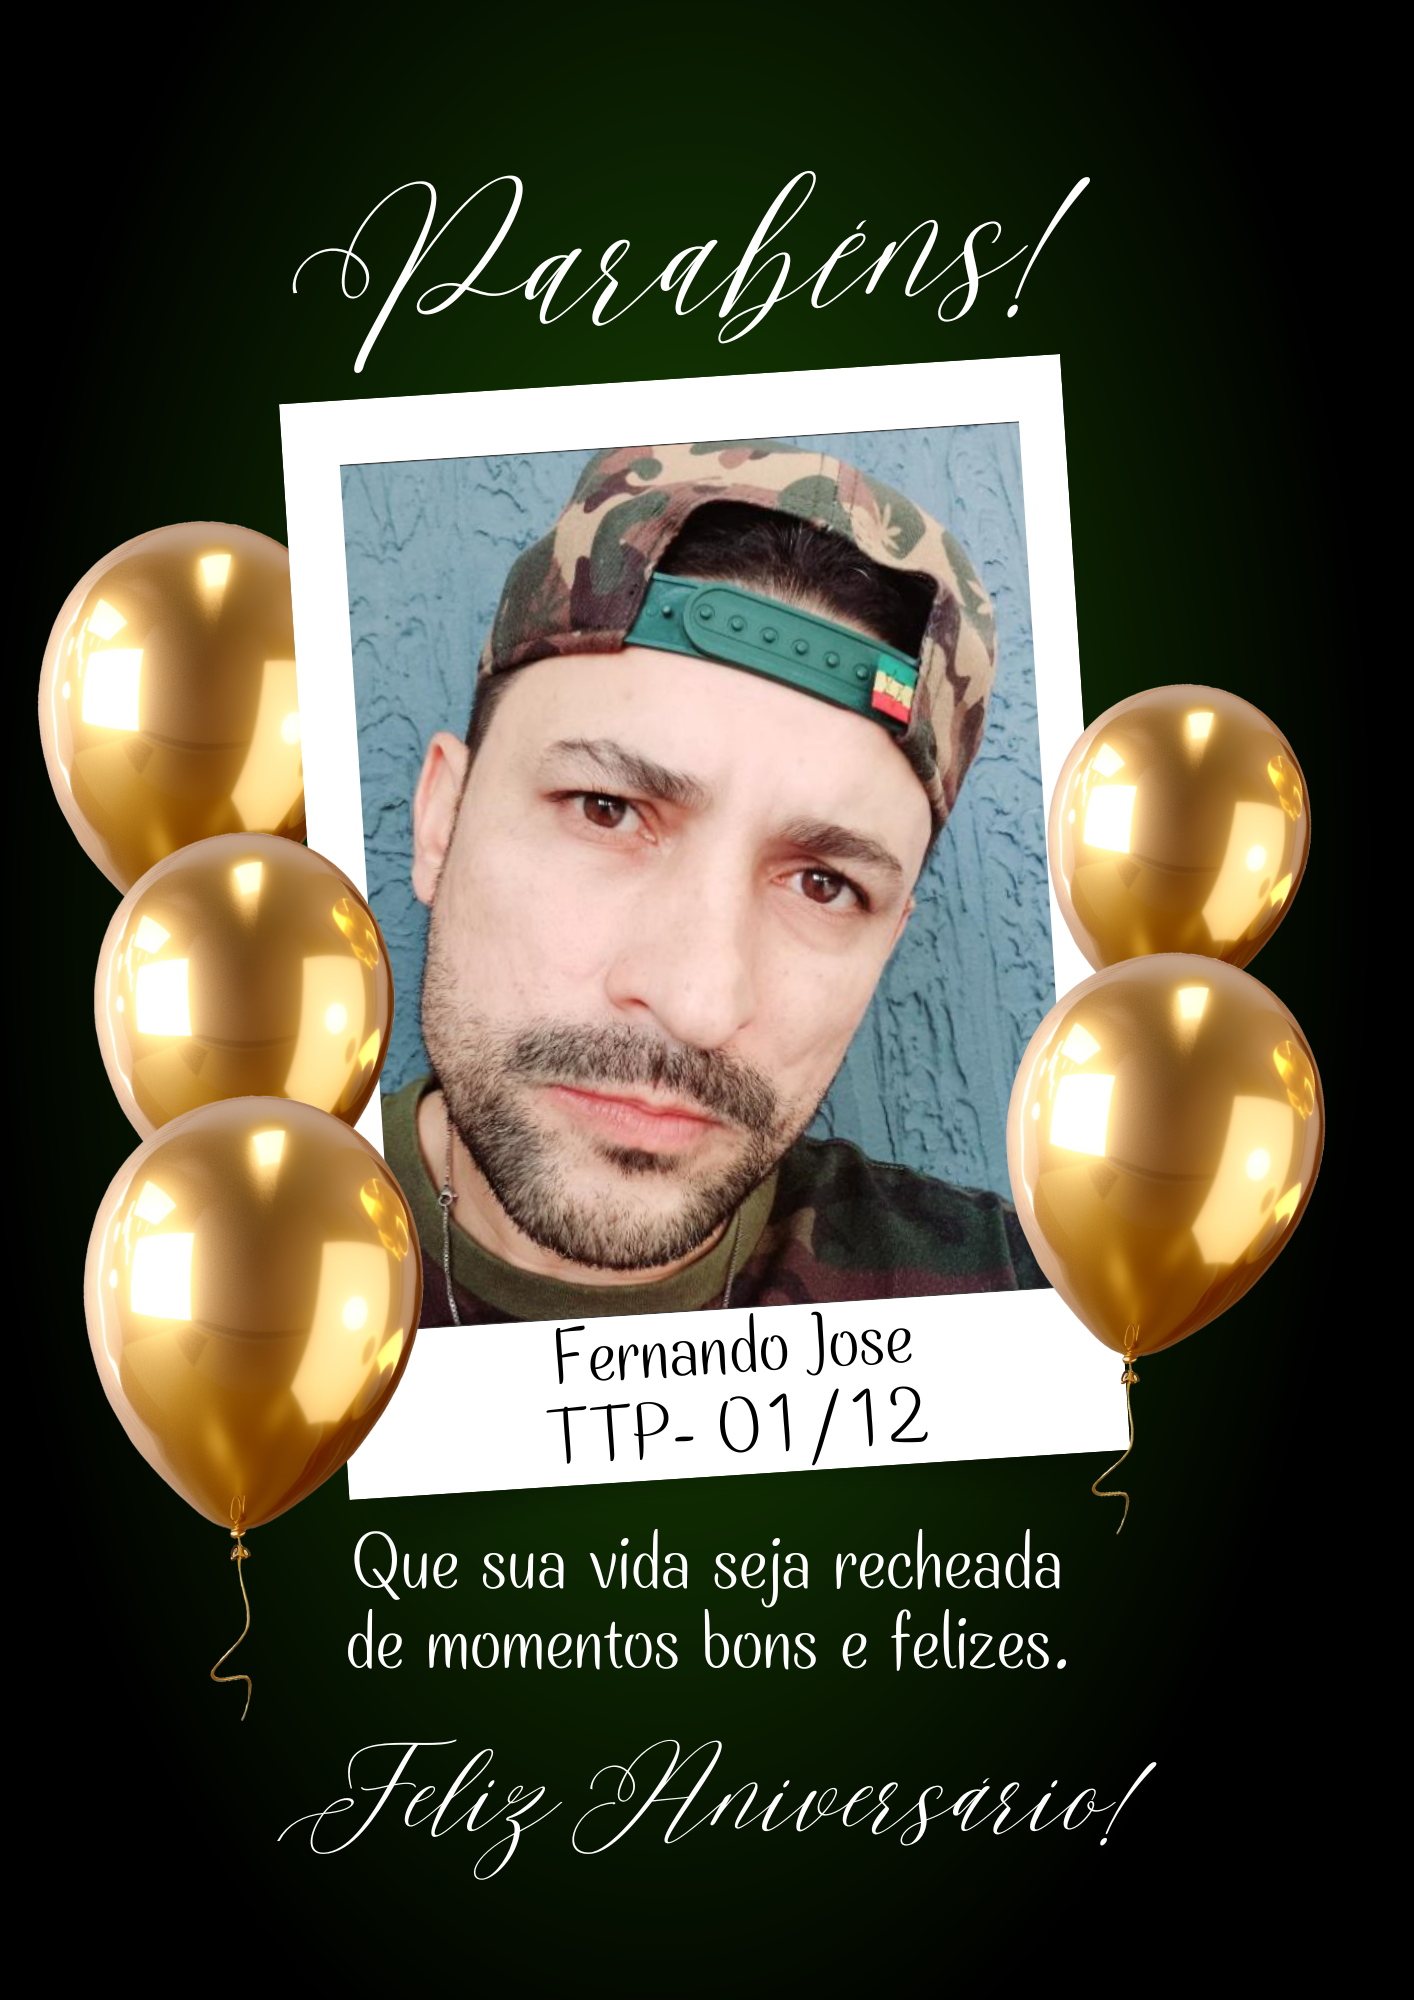 Parabéns!
Fernando Jose
TTP- 01/12
Que sua vida seja recheada
de momentos bons e felizes.
Feliz Aniversário!